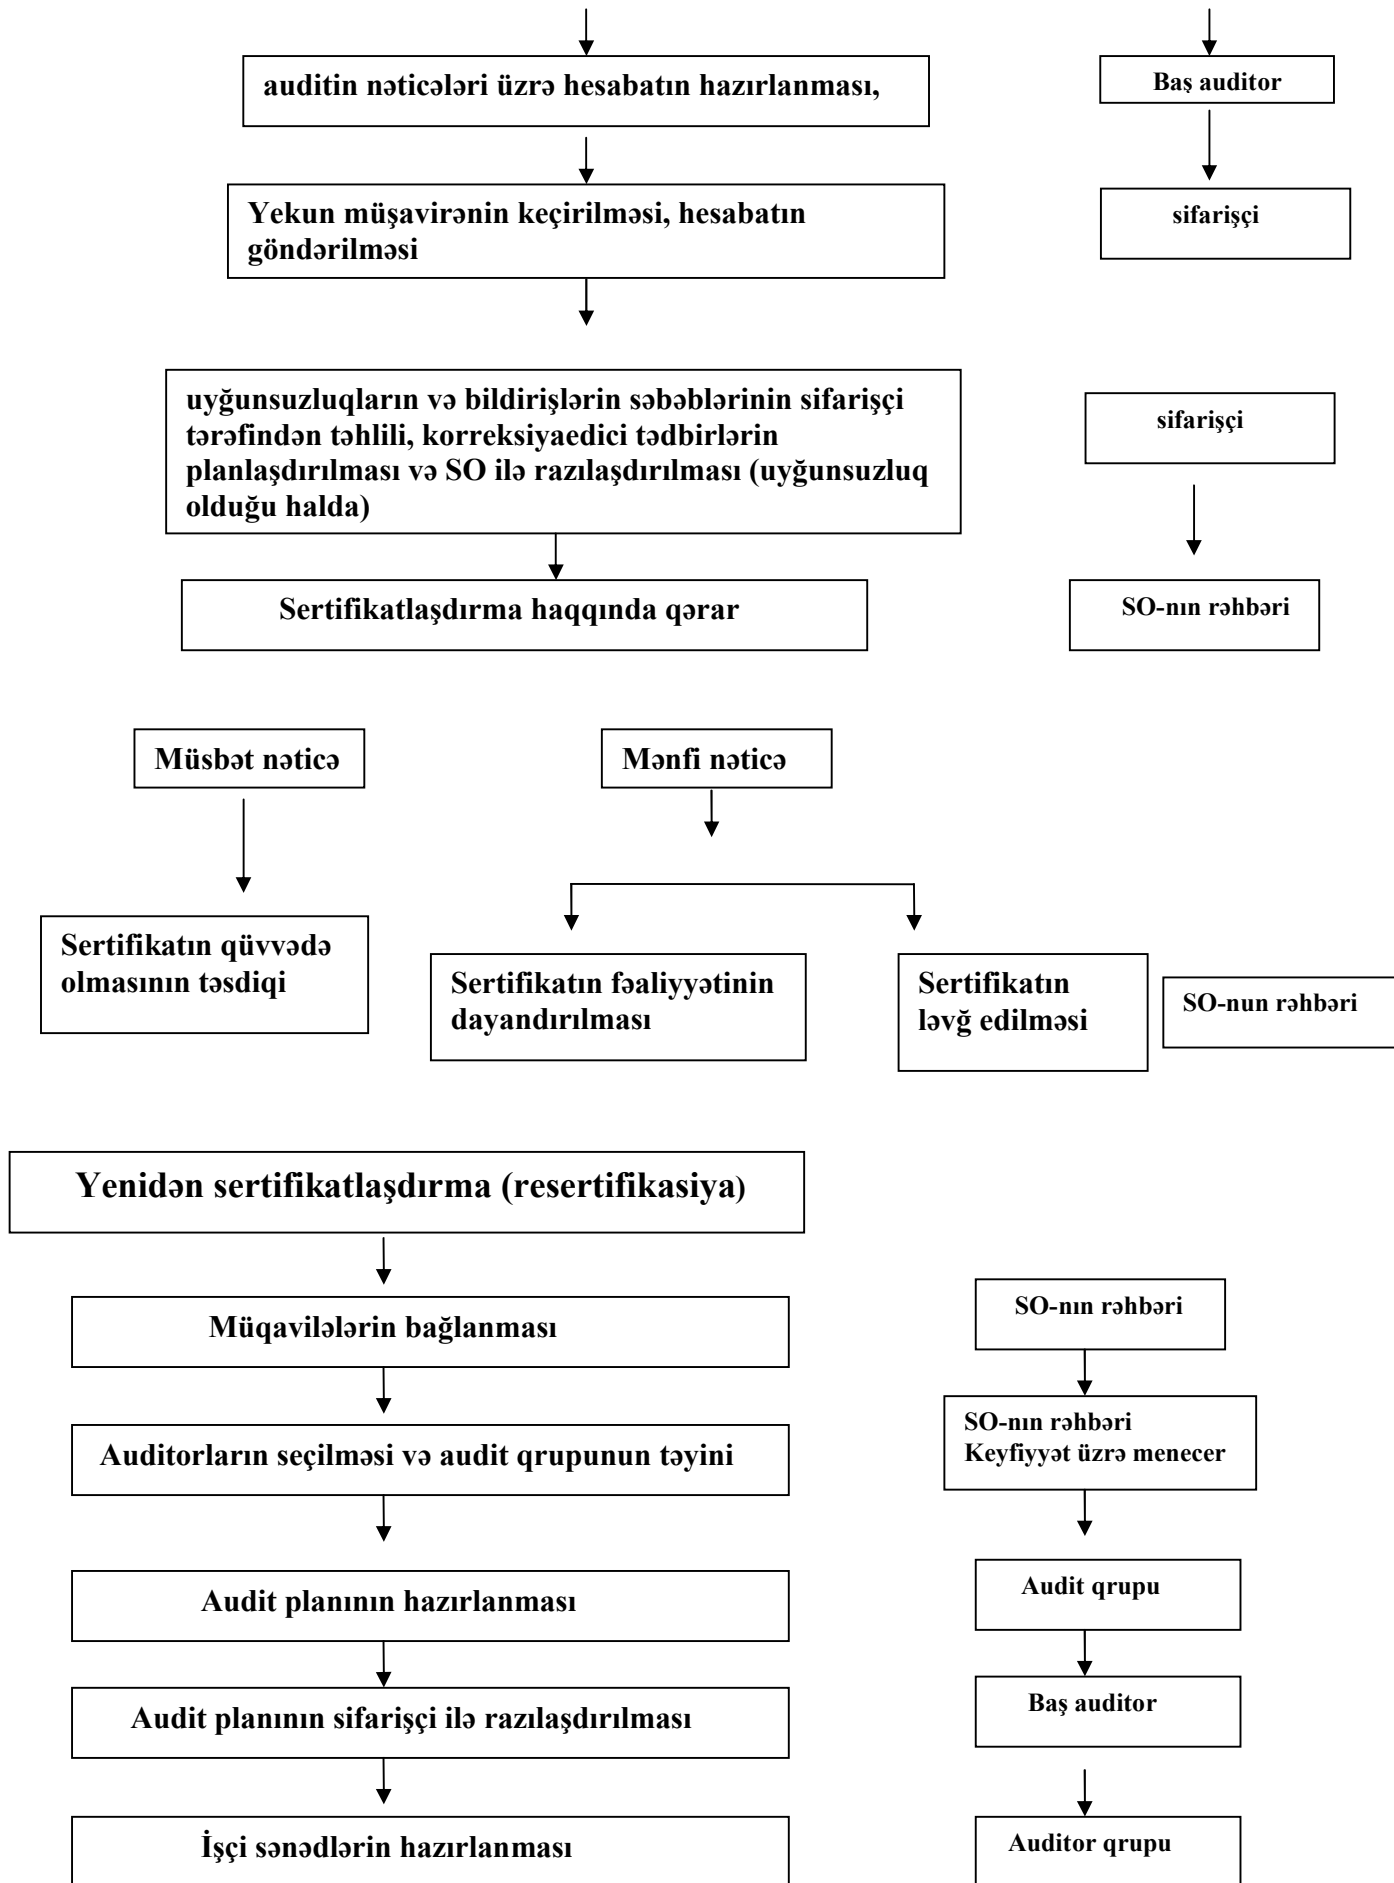 auditin nəticələri üzrə hesabatın hazırlanması,
Baş auditor
Yekun müşavirənin keçirilməsi, hesabatın
göndərilməsi
sifarişçi
uyğunsuzluqların və bildirişlərin səbəblərinin sifarişçi
tərəfindən təhlili, korreksiyaedici tədbirlərin
planlaşdırılması və SO ilə razılaşdırılması (uyğunsuzluq
olduğu halda)
sifarişçi
Sertifikatlaşdırma haqqında qərar
SO-nın rəhbəri
Müsbət nəticə
Mənfi nəticə
Sertifikatın qüvvədə
olmasının təsdiqi
Sertifikatın fəaliyyətinin
dayandırılması
Sertifikatın
ləvğ edilməsi
SO-nun rəhbəri
Yenidən sertifikatlaşdırma (resertifikasiya)
Müqavilələrin bağlanması
SO-nın rəhbəri
Auditorların seçilməsi və audit qrupunun təyini
SO-nın rəhbəri
Keyfiyyət üzrə menecer
Audit planının hazırlanması
Audit qrupu
Audit planının sifarişçi ilə razılaşdırılması
Baş auditor
İşçi sənədlərin hazırlanması
Auditor qrupu